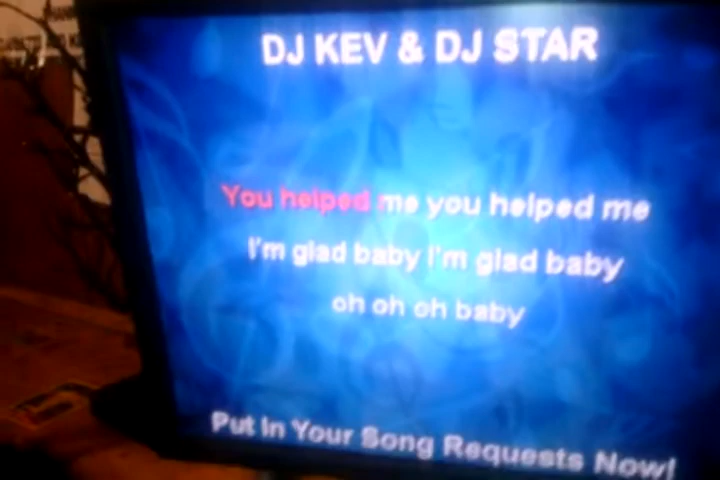 DJ KEV & DJ STAR
You helped me you helped me
I'm glad baby I'm glad baby
oh oh oh baby
Put In Your Song Requests Now!